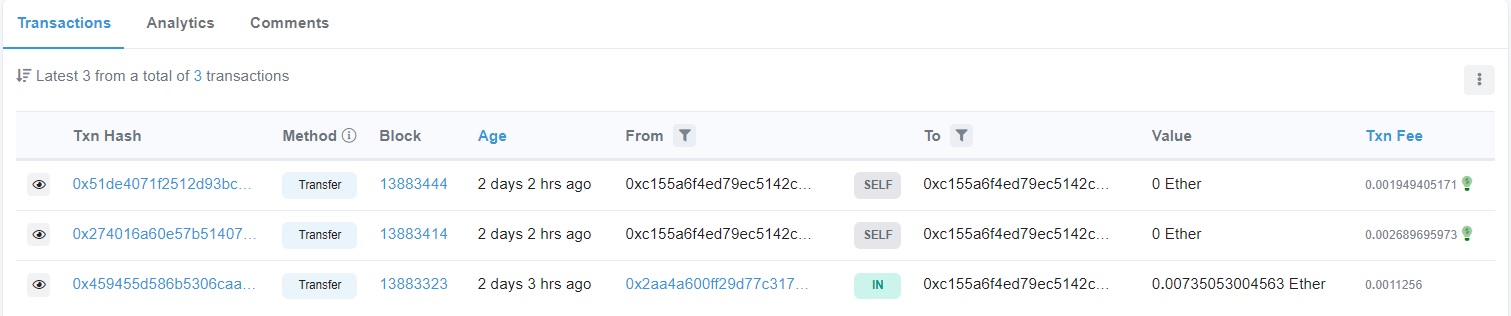 Transactions Analytics Comments
Latest 3 from a total of 3 transactions
Txn Hash Method Block Age From To Value Txn Fee
0x51de4071f2512d93bc... Transfer 13883444 2 days 2 hrs ago 0xc155a6f4ed79ec5142c... SELF 0xc155a6f4ed79ec5142c... 0 Ether 0.001949405171
0x274016a60e57b51407... Transfer 13883414 2 days 2 hrs ago 0xc155a6f4ed79ec5142c... SELF 0xc155a6f4ed79ec5142c... 0 Ether 0.002689695973
0x459455d586b5306caa... Transfer 13883323 2 days 3 hrs ago 0x2aa4a600ff29d77c317... IN 0xc155a6f4ed79ec5142c... 0.00735053004563 Ether 0.0011256